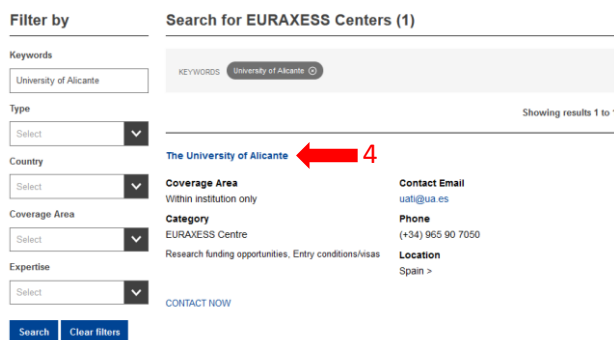 Filter by
Keywords
University of Alicante
Type
Select
Country
Select
Coverage Area
Select
Expertise
Select
Search Clear filters
Search for EURAXESS Centers (1)
KEYWORDS University of Alicante
Showing results 1 to
The University of Alicante 4
Coverage Area
Within institution only
Category
EURAXESS Centre
Research funding opportunities, Entry conditions/visas
CONTACT NOW
Contact Email
uati@ua.es
Phone
(+34) 965 90 7050
Location
Spain >